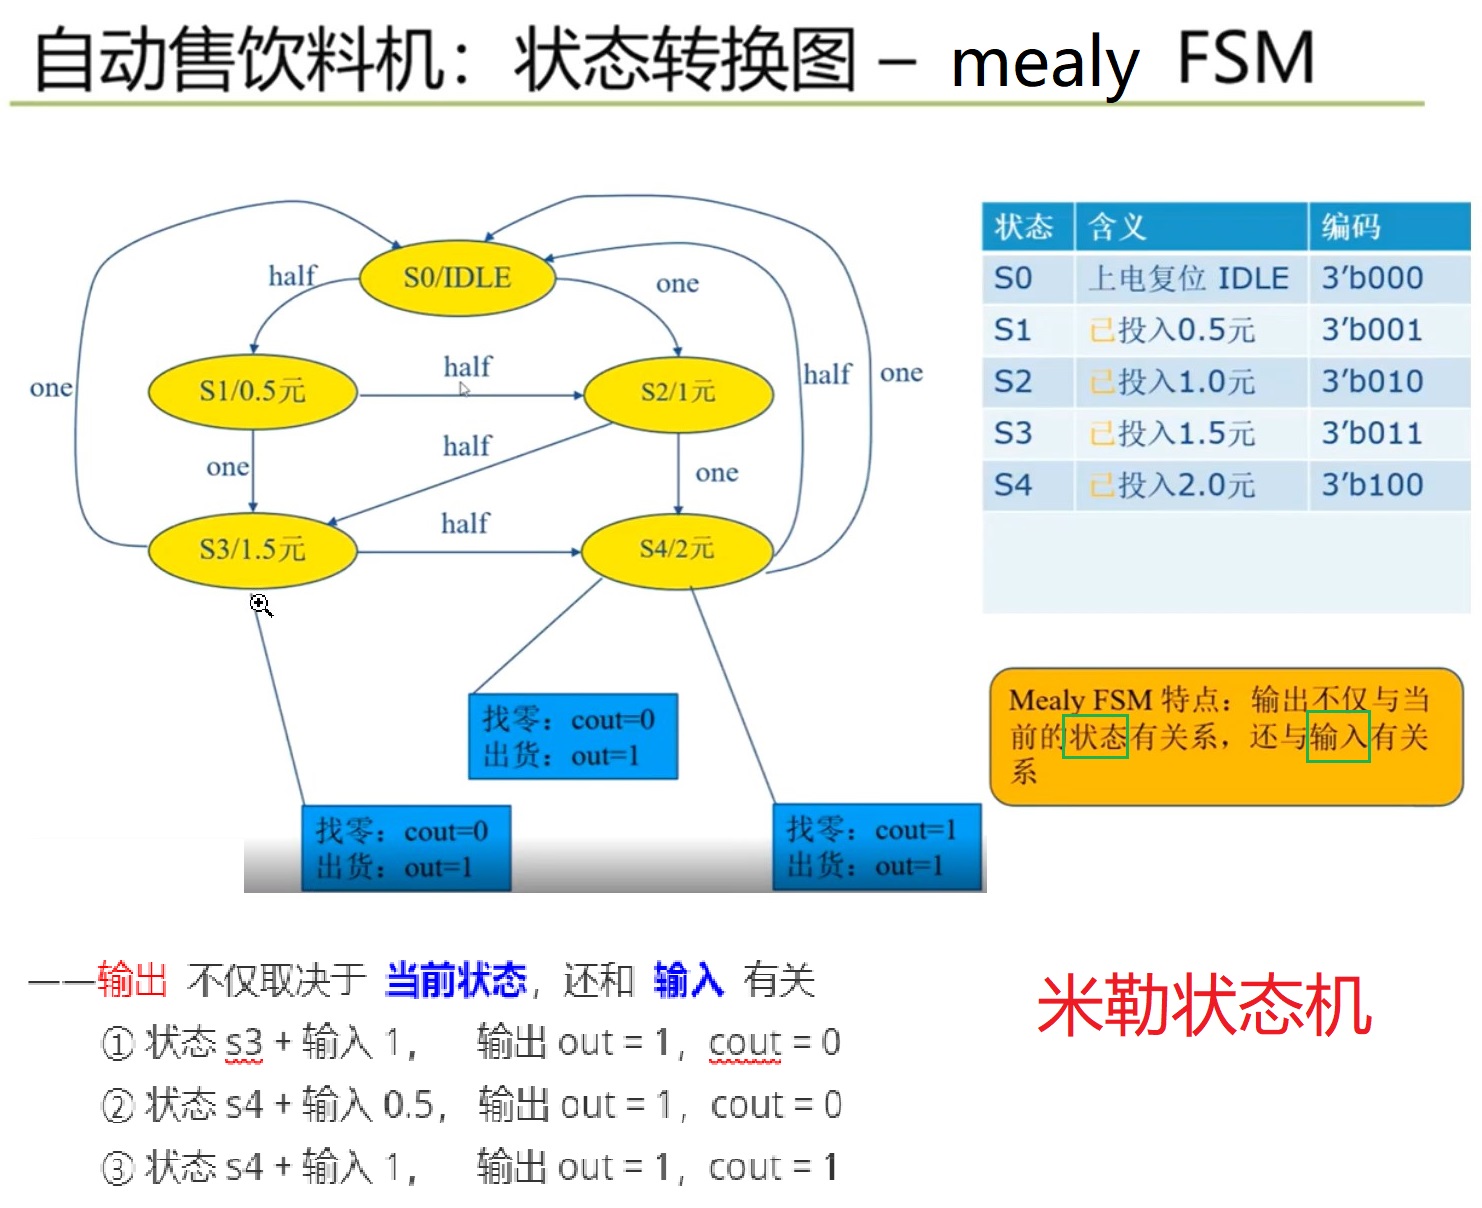 自动售饮料机：状态转换图 – mealy FSM
S0/IDLE
half
one
S1/0.5元
half
S2/1元
one
half
one
half
one
half
one
S3/1.5元
half
S4/2元
找零：cout=0
出货：out=1
找零：cout=0
出货：out=1
找零：cout=1
出货：out=1
状态 含义 编码
S0 上电复位 IDLE 3’b000
S1 已投入0.5元 3’b001
S2 已投入1.0元 3’b010
S3 已投入1.5元 3’b011
S4 已投入2.0元 3’b100
Mealy FSM 特点：输出不仅与当
前的状态有关系，还与输入有关
系
——输出 不仅取决于 当前状态，还和 输入 有关
① 状态 s3 + 输入 1， 输出 out = 1，cout = 0
② 状态 s4 + 输入 0.5， 输出 out = 1，cout = 0
③ 状态 s4 + 输入 1， 输出 out = 1，cout = 1
米勒状态机